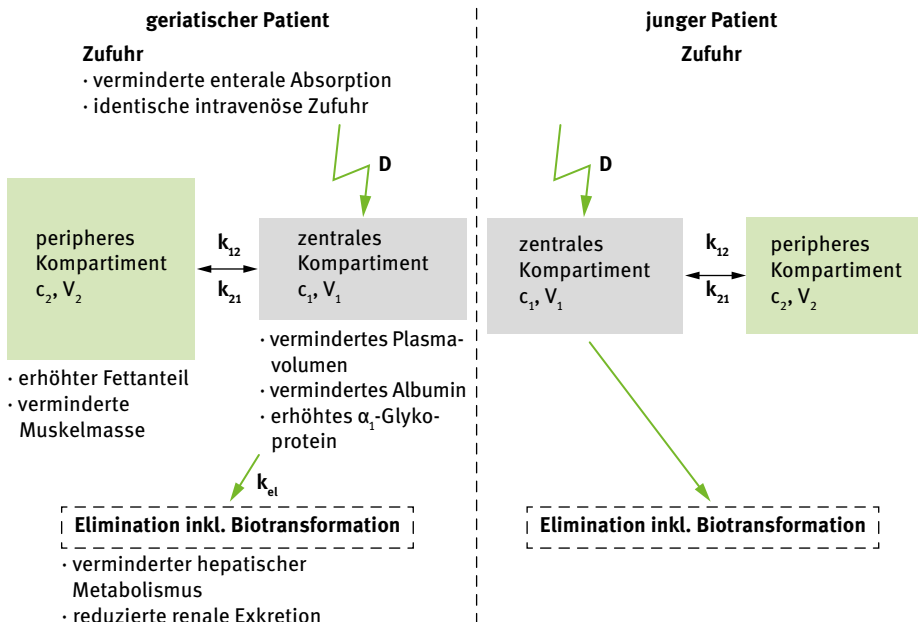 geriatischer Patient
Zufuhr
· verminderte enterale Absorption
· identische intravenöse Zufuhr
D
peripheres
Kompartiment
c₂, V₂
k₁₂
k₂₁
zentrales
Kompartiment
c₁, V₁
· erhöhter Fettanteil
· verminderte
Muskelmasse
· vermindertes Plasma-
volumen
· vermindertes Albumin
· erhöhtes α₁-Glyko-
protein
kₑₗ
Elimination inkl. Biotransformation
· verminderter hepatischer
Metabolismus
· reduzierte renale Exkretion
junger Patient
Zufuhr
D
zentrales
Kompartiment
c₁, V₁
k₁₂
k₂₁
peripheres
Kompartiment
c₂, V₂
Elimination inkl. Biotransformation